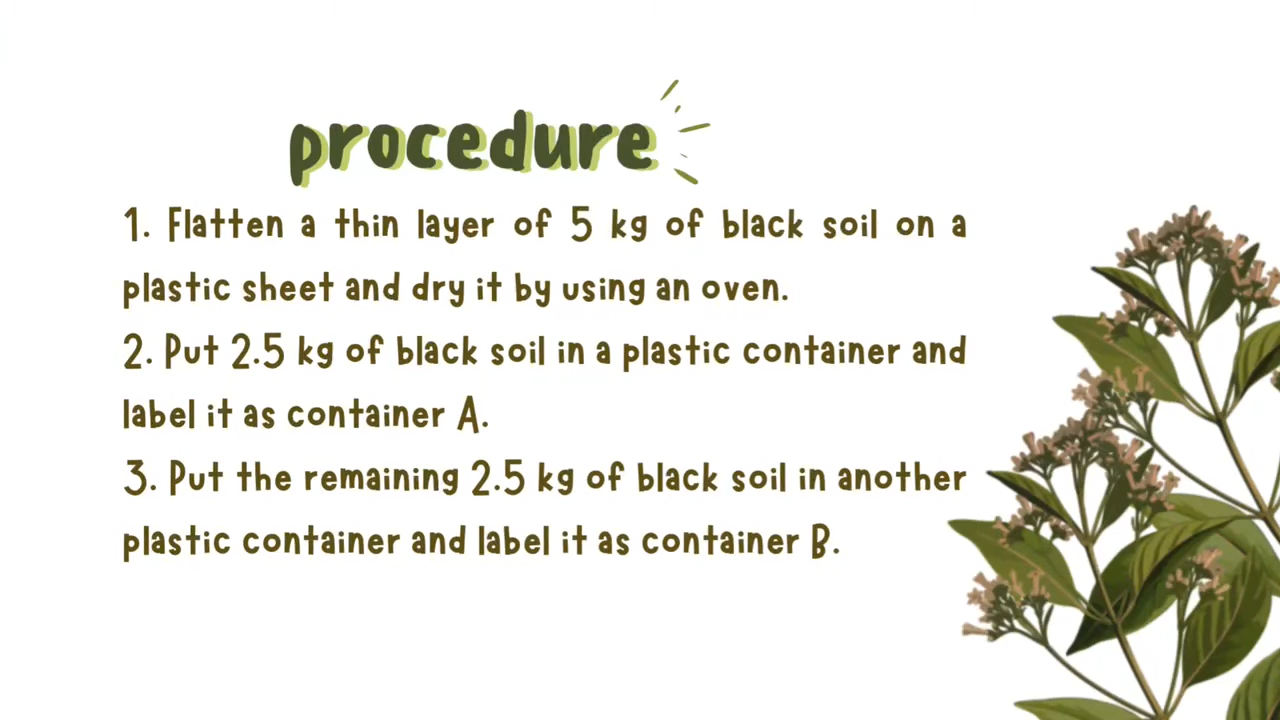 procedure
1. Flatten a thin layer of 5 kg of black soil on a
plastic sheet and dry it by using an oven.
2. Put 2.5 kg of black soil in a plastic container and
label it as container A.
3. Put the remaining 2.5 kg of black soil in another
plastic container and label it as container B.